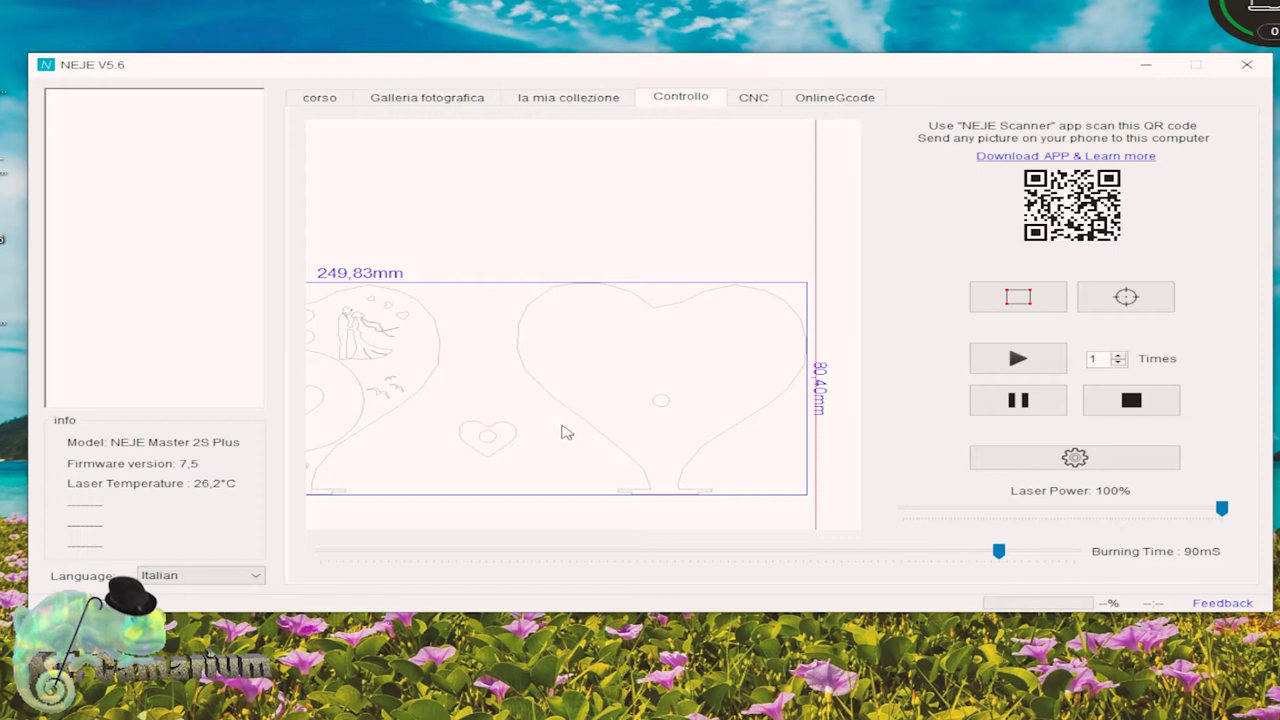 NEJE V5.6
corso
Galleria fotografica
la mia collezione
Controllo
CNC
OnlineGcode
Use "NEJE Scanner" app scan this QR code
Send any picture on your phone to this computer
Download APP & Learn more
249,83mm
80,40mm
1
Times
info
Model: NEJE Master 2S Plus
Firmware version: 7,5
Laser Temperature : 26,2°C
Laser Power: 100%
Burning Time : 90mS
Language
Italian
--%
--:--
Feedback